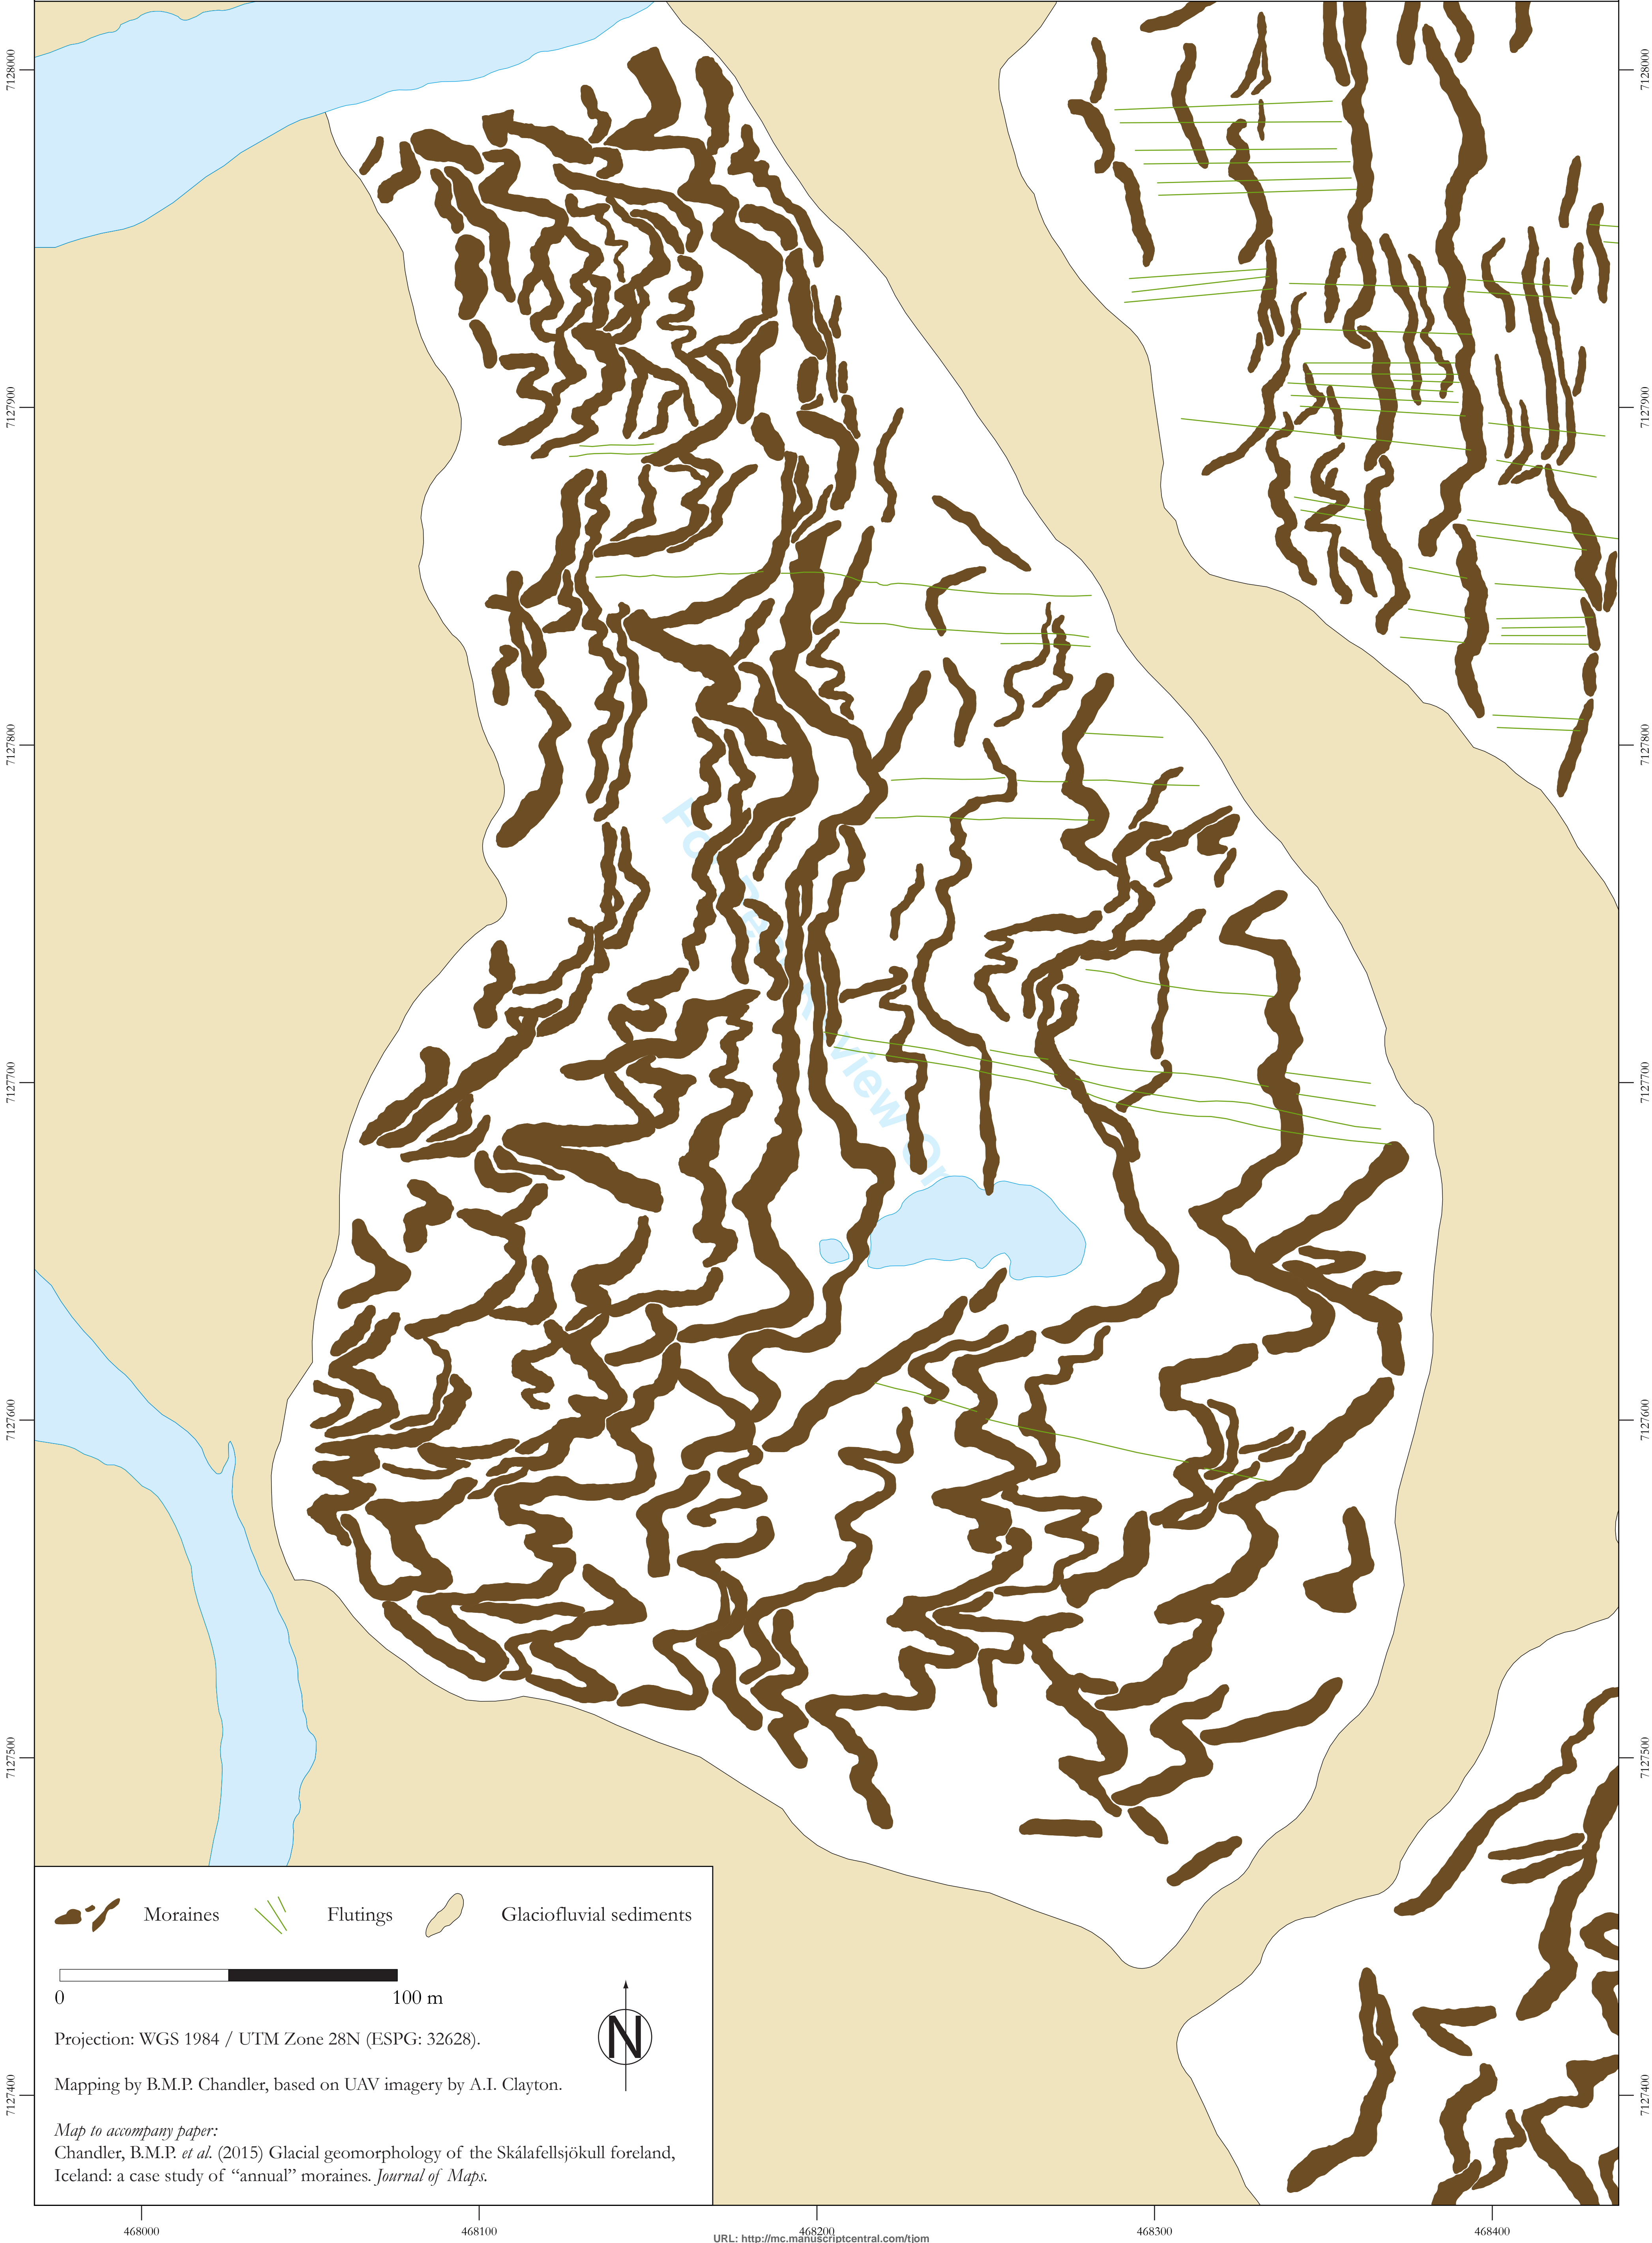 7128000
7128000
7127900
7127900
7127800
7127800
7127700
7127700
7127600
7127600
7127500
7127500
7127400
7127400
Moraines
Flutings
Glaciofluvial sediments
0
100 m
N
Projection: WGS 1984 / UTM Zone 28N (ESPG: 32628).
Mapping by B.M.P. Chandler, based on UAV imagery by A.I. Clayton.
Map to accompany paper:
Chandler, B.M.P. et al. (2015) Glacial geomorphology of the Skálafellsjökull foreland,
Iceland: a case study of “annual” moraines. Journal of Maps.
468000
468100
468200
468300
468400
URL: http://mc.manuscriptcentral.com/tjom